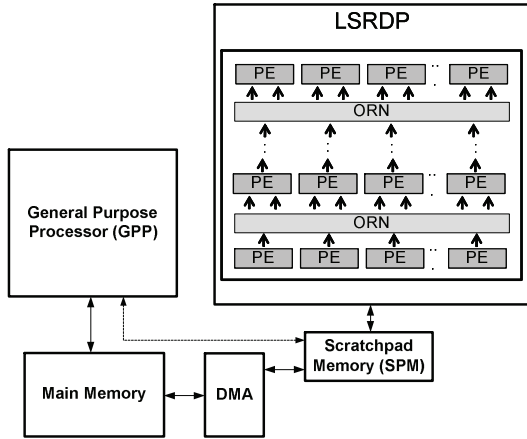 LSRDP
PE PE PE PE
ORN
PE PE PE PE
ORN
PE PE PE PE
General Purpose
Processor (GPP)
Scratchpad
Memory (SPM)
Main Memory
DMA